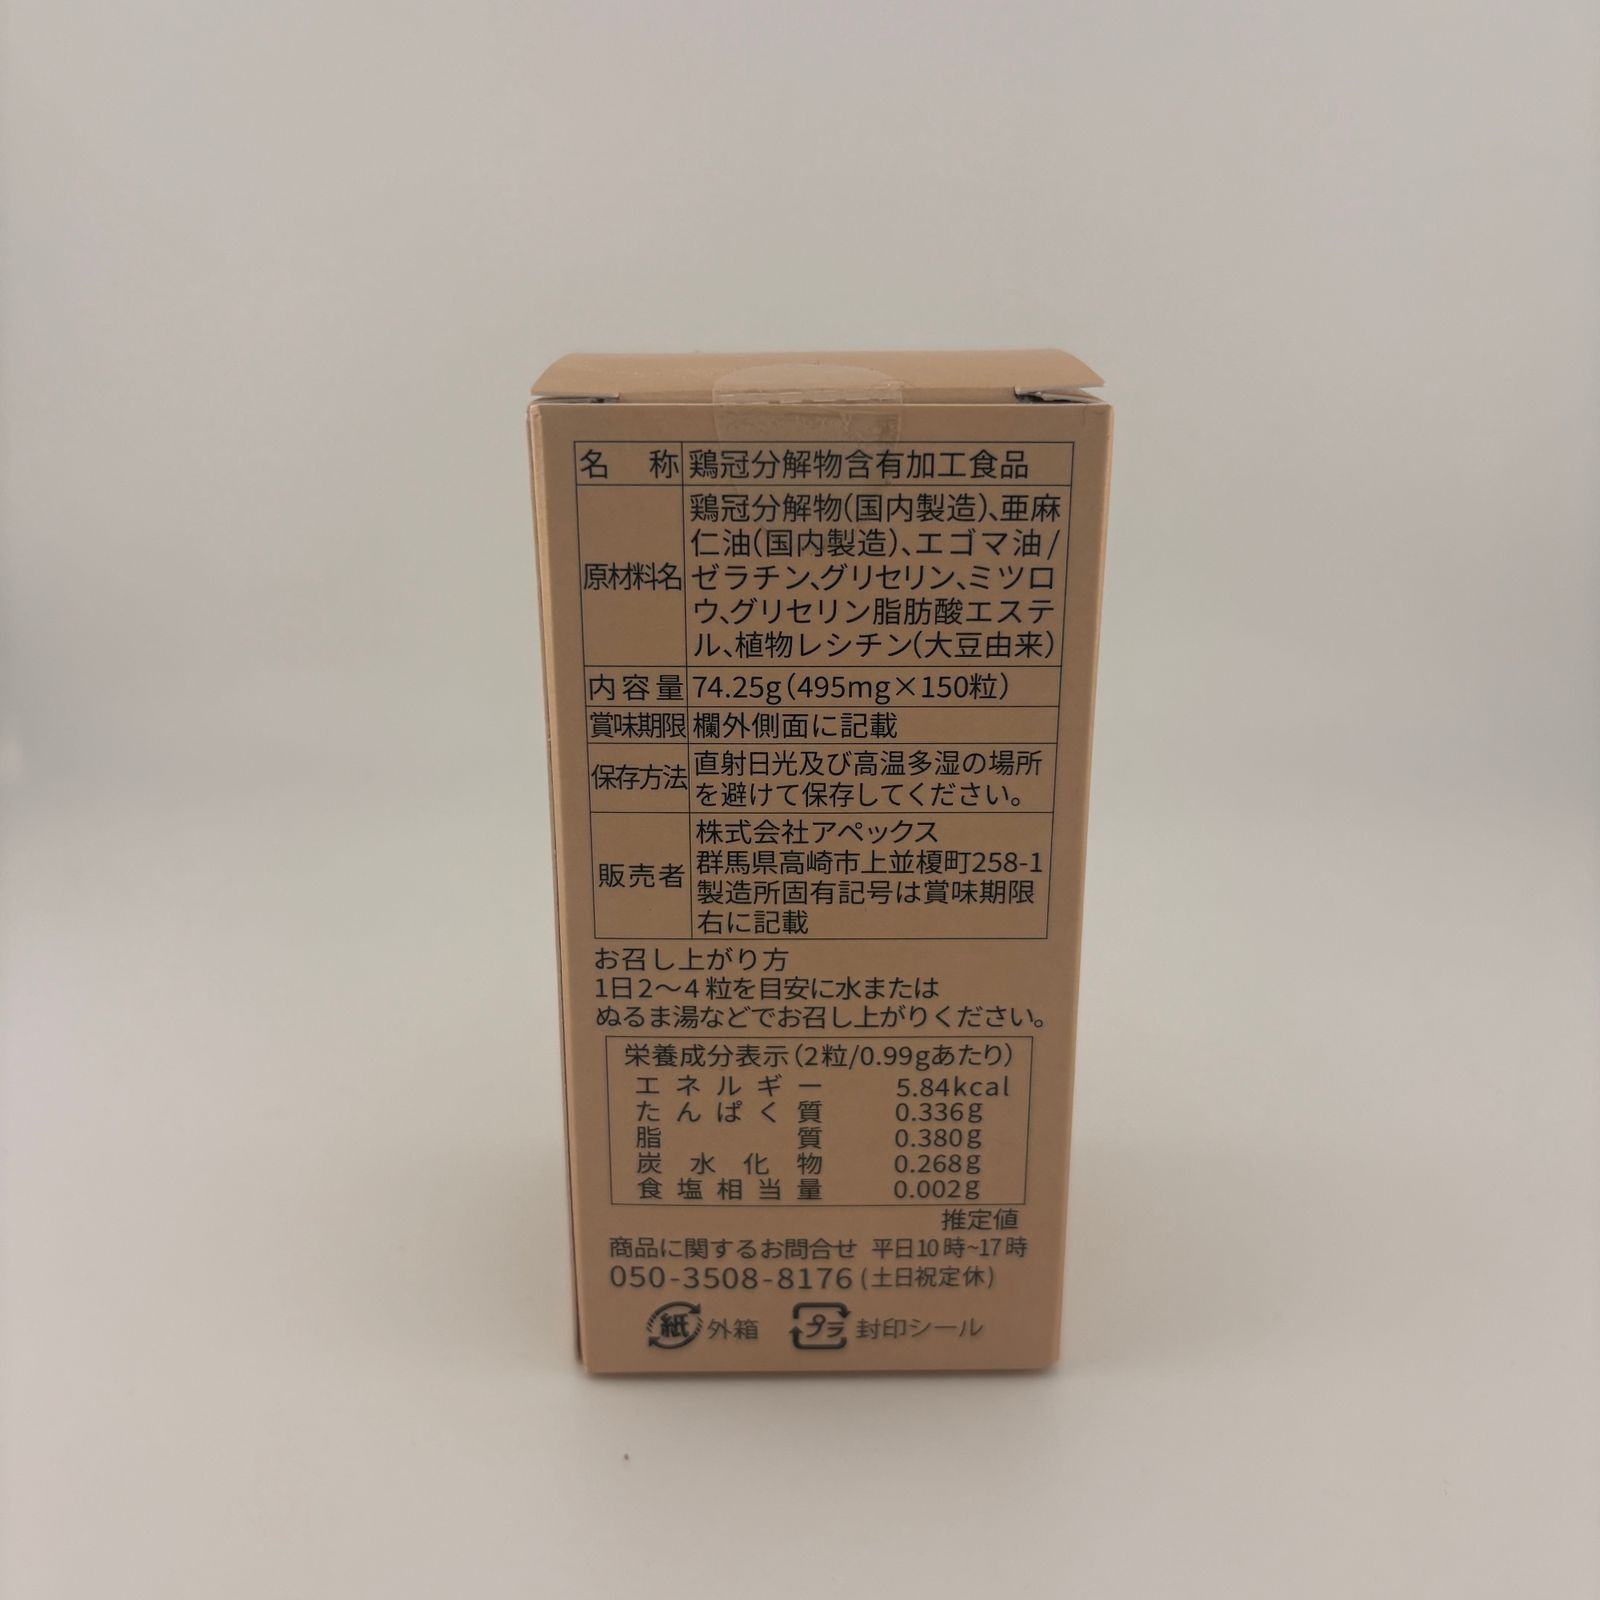 名称 鶏冠分解物含有加工食品
原材料名 鶏冠分解物(国内製造)、亜麻
仁油(国内製造)、エゴマ油/
ゼラチン、グリセリン、ミツロ
ウ、グリセリン脂肪酸エステ
ル、植物レシチン(大豆由来)
内容量 74.25g(495mg×150粒)
賞味期限 欄外側面に記載
保存方法 直射日光及び高温多湿の場所
を避けて保存してください。
販売者 株式会社アペックス
群馬県高崎市上並榎町258-1
製造所固有記号は賞味期限
右に記載
お召し上がり方
1日2~4粒を目安に水または
ぬるま湯などでお召し上がりください。
栄養成分表示(2粒/0.99gあたり)
エネルギー 5.84kcal
たんぱく質 0.336g
脂質 0.380g
炭水化物 0.268g
食塩相当量 0.002g
推定値
商品に関するお問合せ 平日10時~17時
050-3508-8176(土日祝定休)
紙 外箱 プラ 封印シール